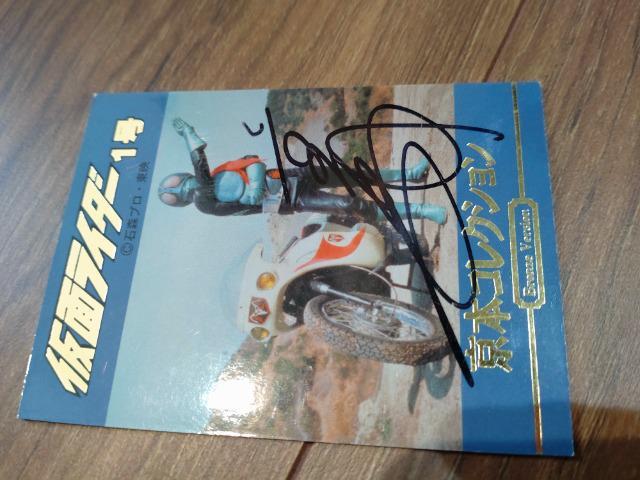 仮面ライダー1号
©石森プロ・東映
京本コレクション
Bronze Version